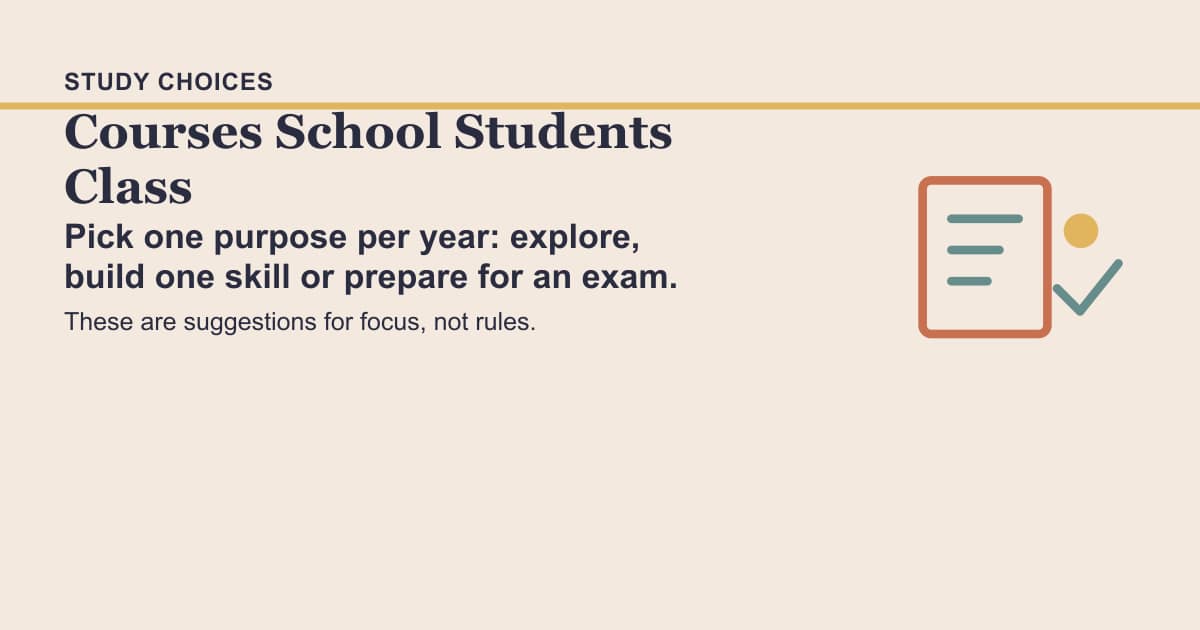 STUDY CHOICES
Courses School Students
Class
Pick one purpose per year: explore,
build one skill or prepare for an exam.
These are suggestions for focus, not rules.